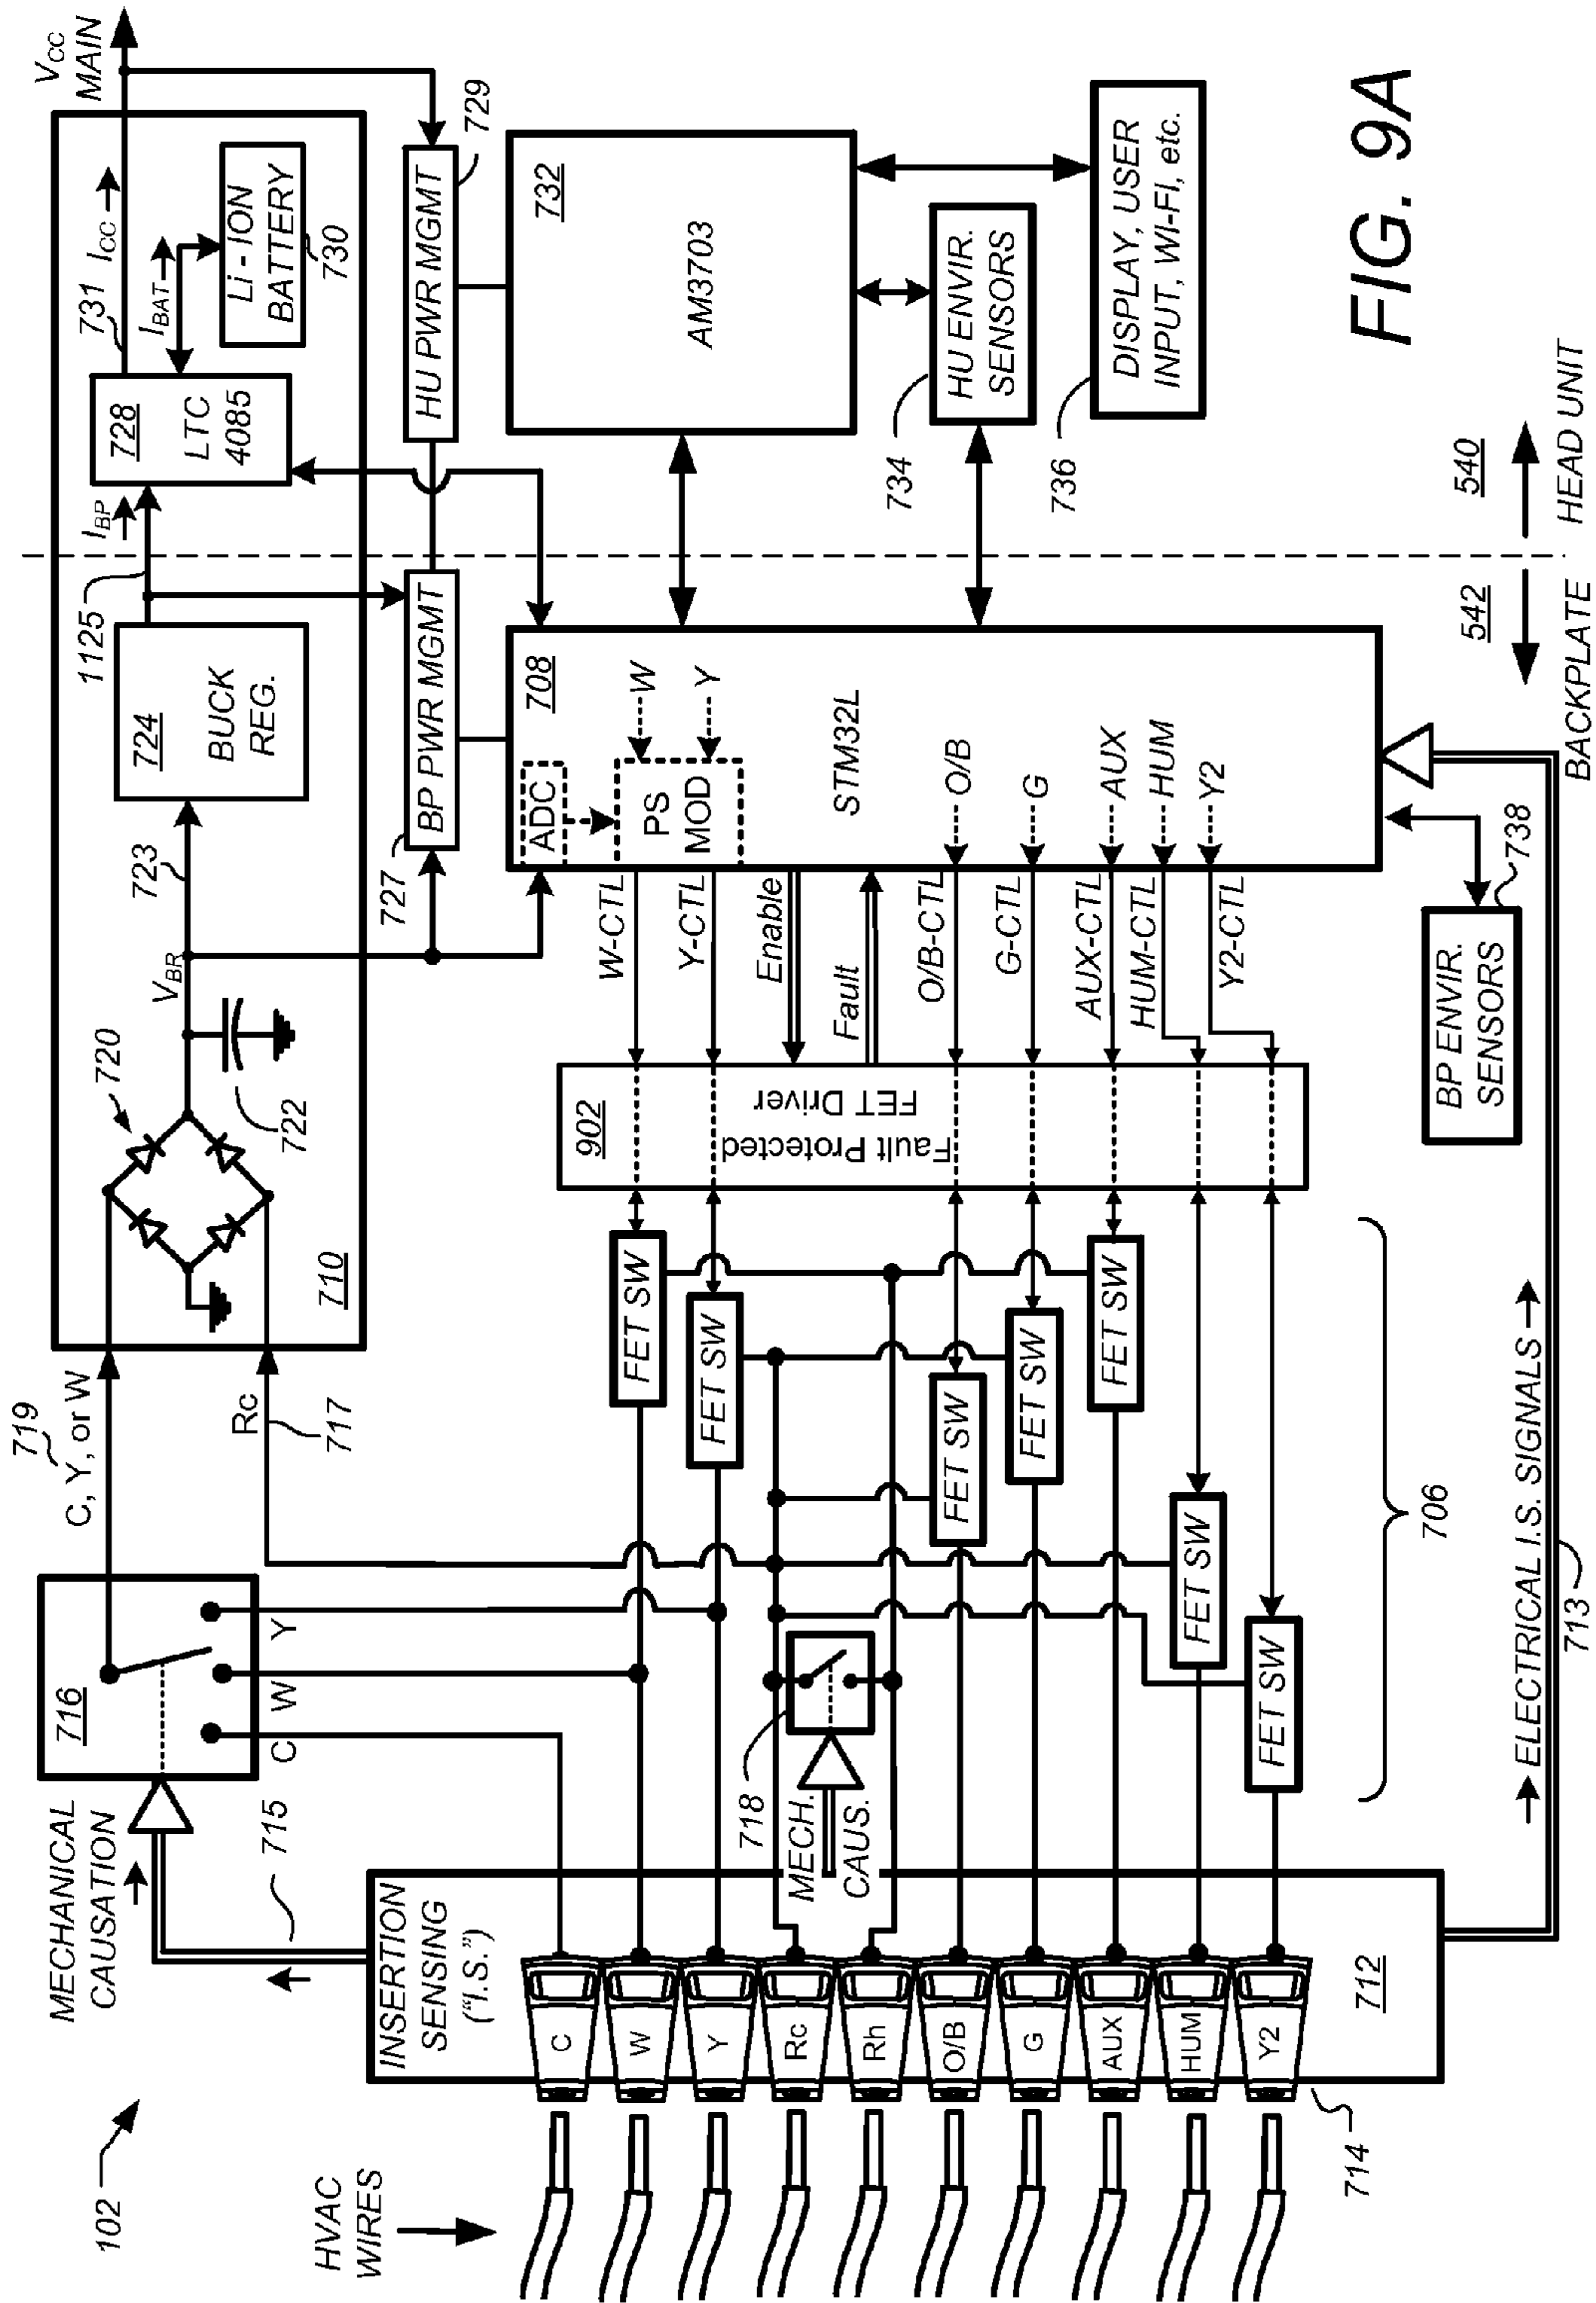 102
HVAC
WIRES
MECHANICAL
CAUSATION
715
INSERTION
SENSING
("I.S.")
C
W
Y
Rc
Rh
O/B
G
AUX
HUM
Y2
714
712
716
C
W
Y
719
C, Y, or W
Rc
717
718
MECH.
CAUS.
FET SW
FET SW
FET SW
FET SW
FET SW
FET SW
FET SW
706
710
720
722
VBR
723
724
BUCK
REG.
1125
IBP
728
LTC
4085
731
ICC
IBAT
Li - ION
BATTERY
730
VCC
MAIN
727
BP PWR MGMT
HU PWR MGMT
729
902
Fault Protected
FET Driver
W-CTL
Y-CTL
Enable
Fault
O/B-CTL
G-CTL
AUX-CTL
HUM-CTL
Y2-CTL
708
ADC
PS
MOD
W
Y
STM32L
O/B
G
AUX
HUM
Y2
732
AM3703
734
HU ENVIR.
SENSORS
736
DISPLAY, USER
INPUT, WI-FI, etc.
BP ENVIR.
SENSORS
738
ELECTRICAL I.S. SIGNALS
713
542
BACKPLATE
540
HEAD UNIT
FIG. 9A